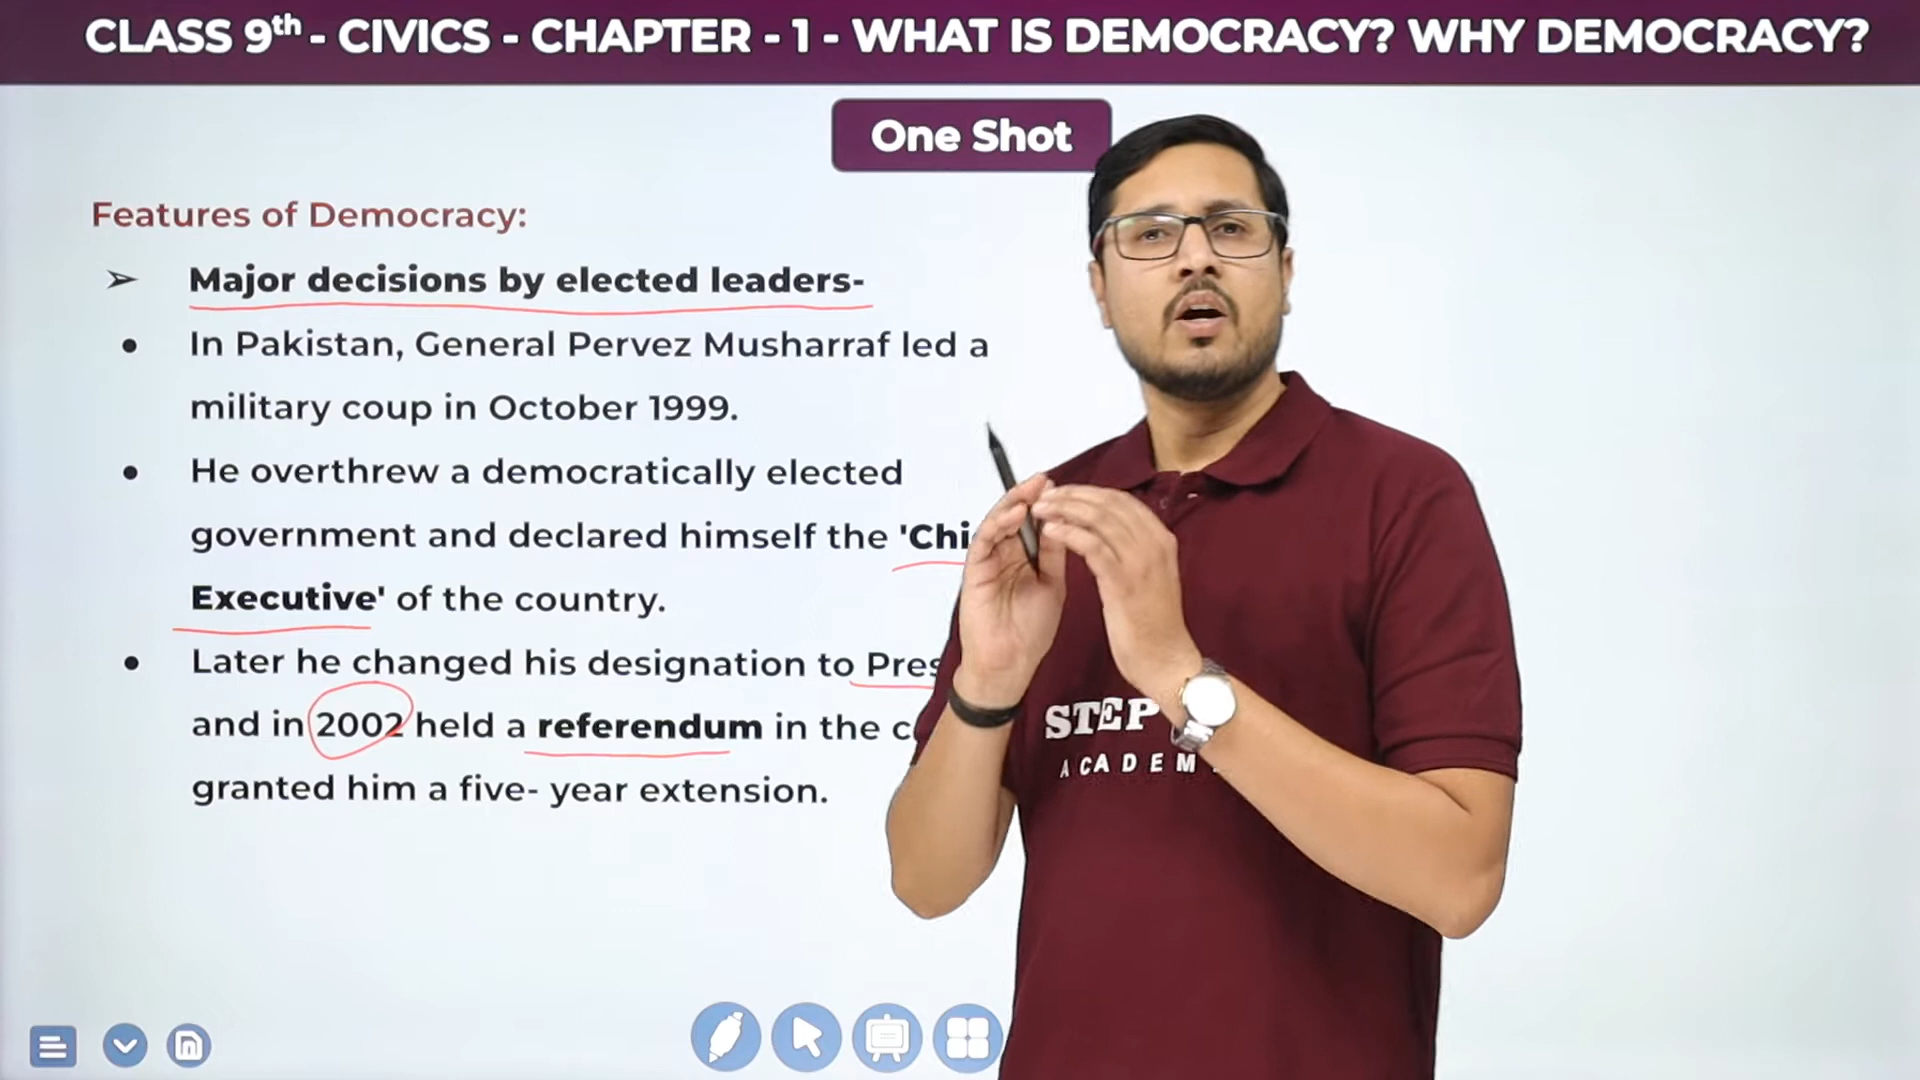 CLASS 9th - CIVICS - CHAPTER - 1 - WHAT IS DEMOCRACY? WHY DEMOCRACY?
One Shot
Features of Democracy:
➢ Major decisions by elected leaders-
● In Pakistan, General Pervez Musharraf led a
military coup in October 1999.
● He overthrew a democratically elected
government and declared himself the
Executive' of the country.
● Later he changed his designation to
and in 2002 held a referendum in the
granted him a five- year extension.
STEP